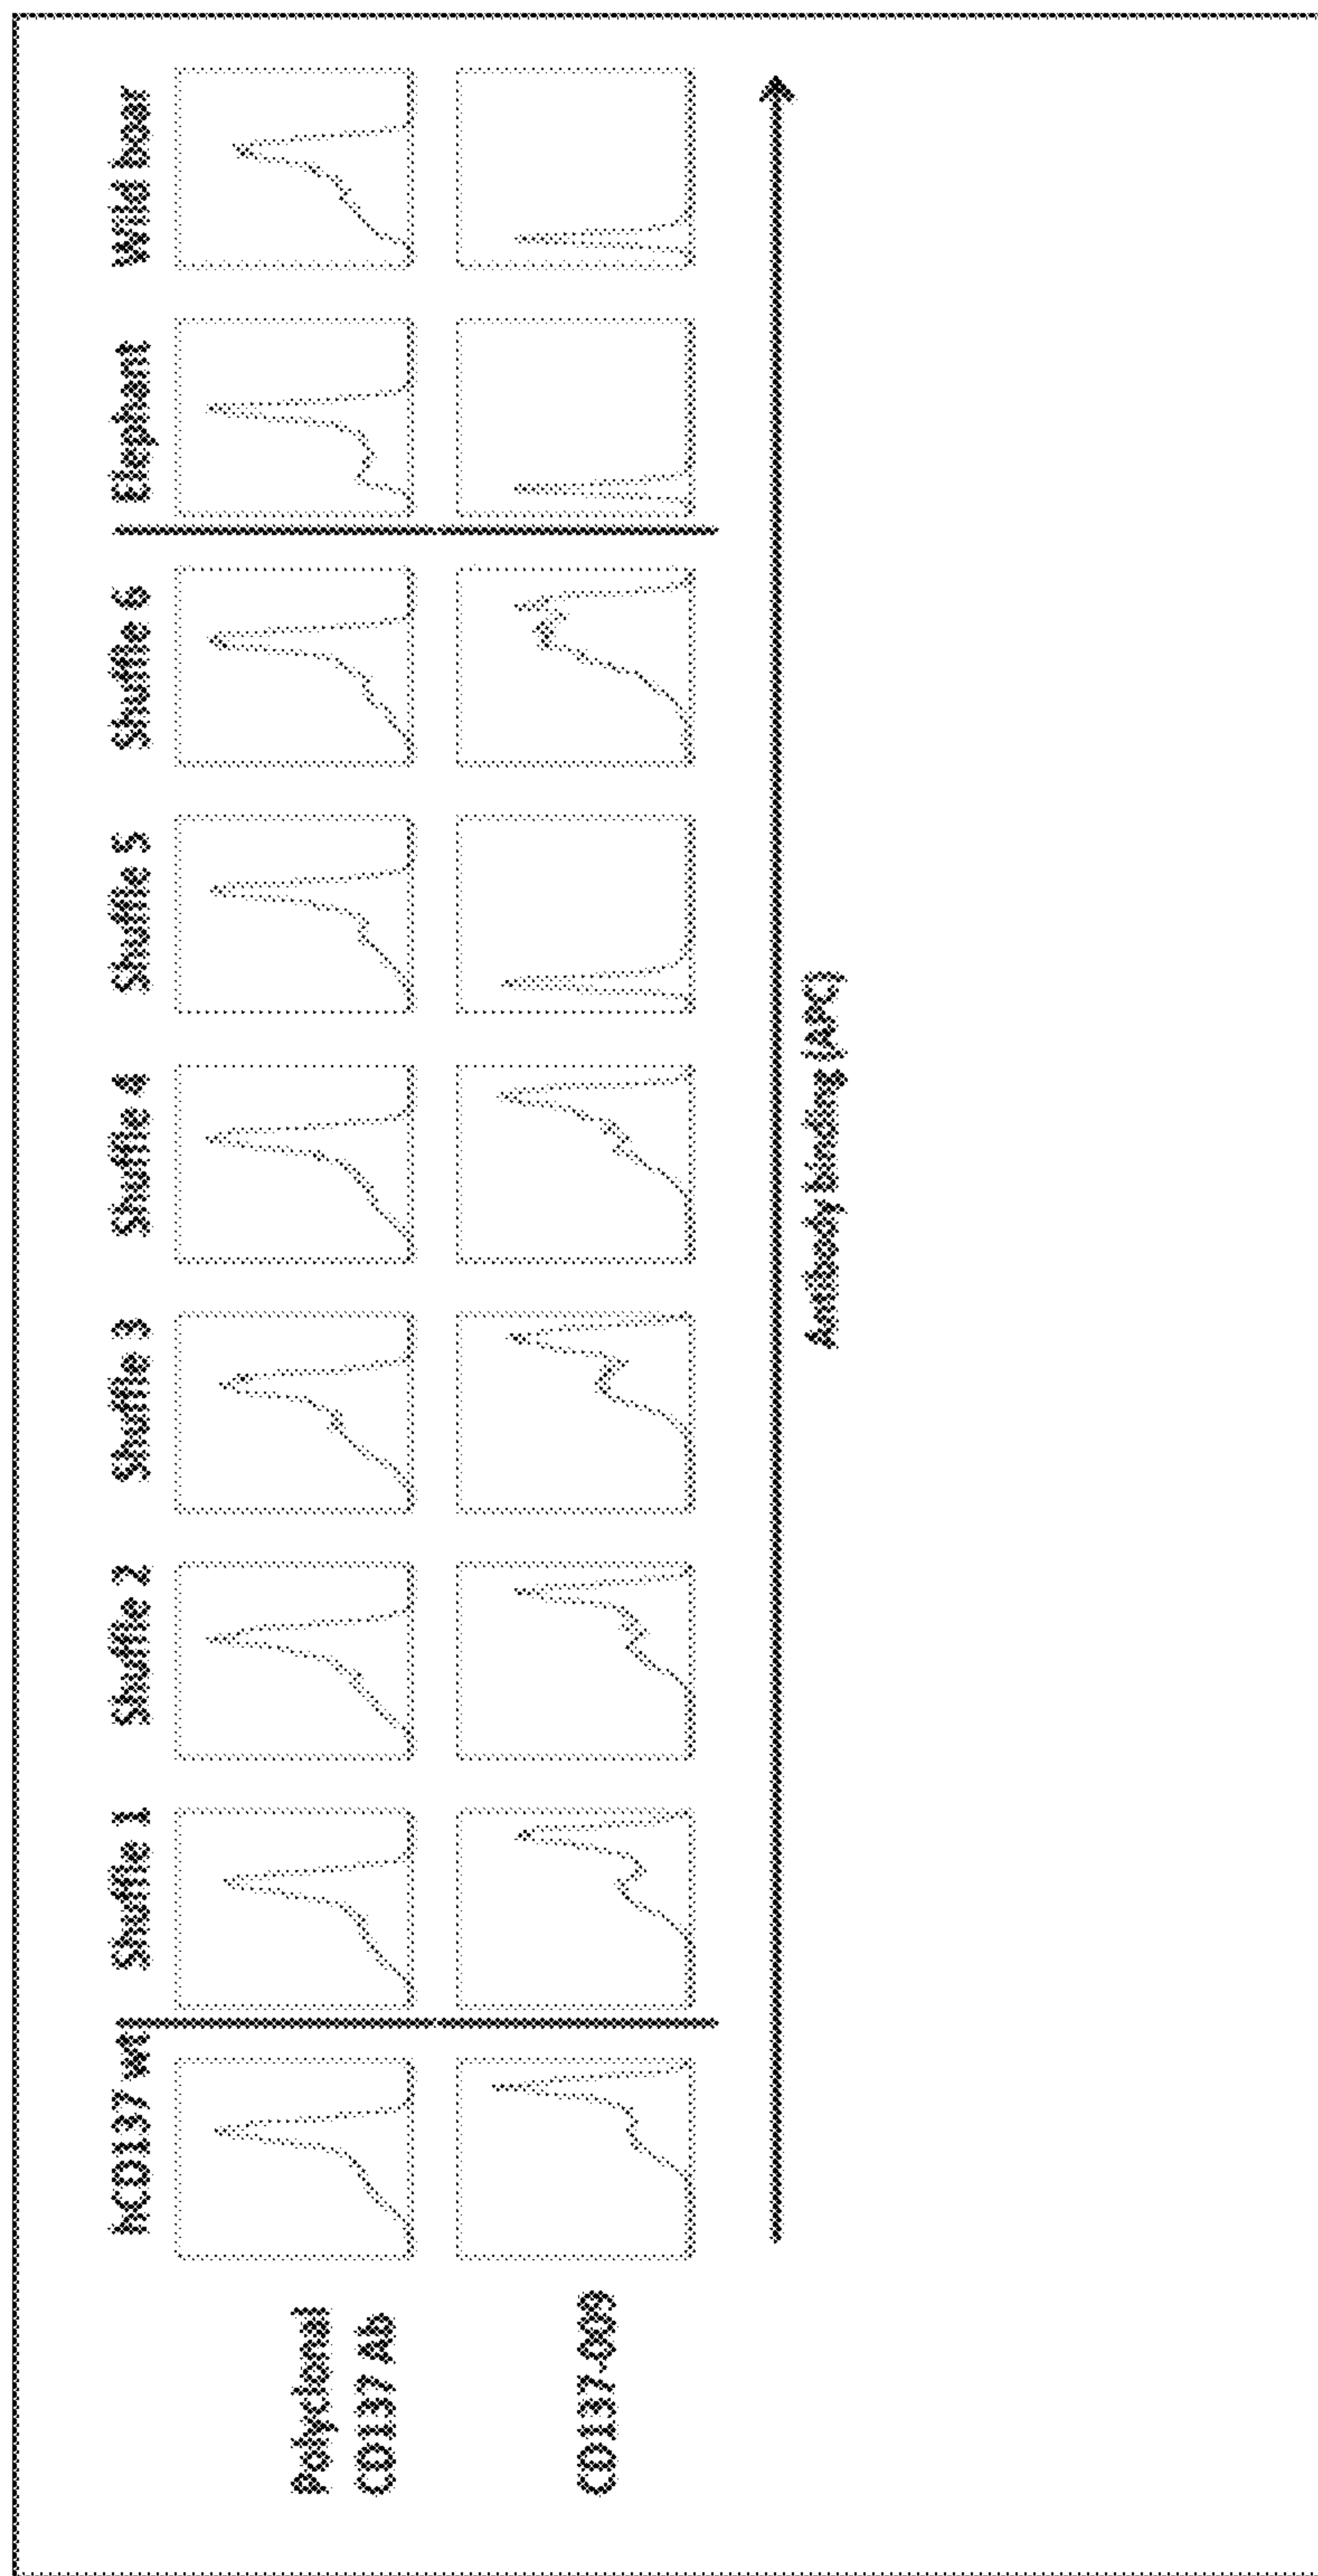 hCD137 wt
Shuffle 1
Shuffle 2
Shuffle 3
Shuffle 4
Shuffle 5
Shuffle 6
Elephant
Wild boar
Polyclonal
CD137 Ab
CD137-009
Antibody binding [APC]